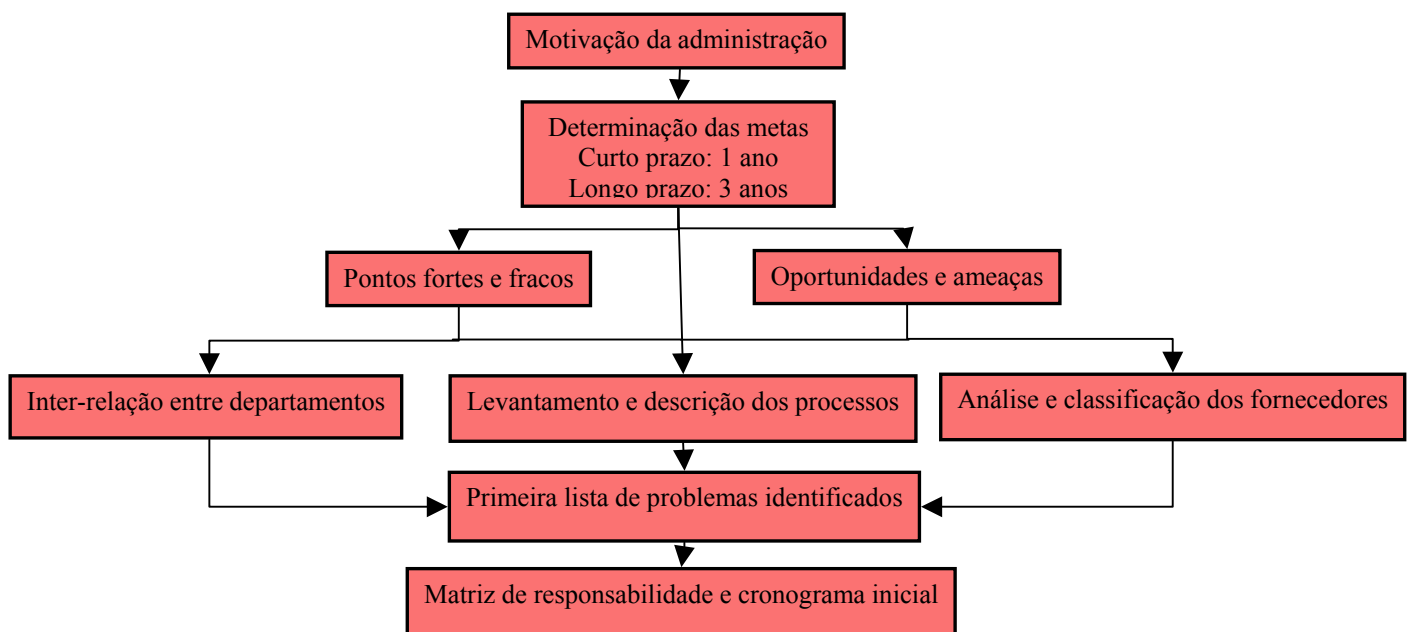 Motivação da administração
Determinação das metas
Curto prazo: 1 ano
Longo prazo: 3 anos
Pontos fortes e fracos
Oportunidades e ameaças
Inter-relação entre departamentos
Levantamento e descrição dos processos
Análise e classificação dos fornecedores
Primeira lista de problemas identificados
Matriz de responsabilidade e cronograma inicial